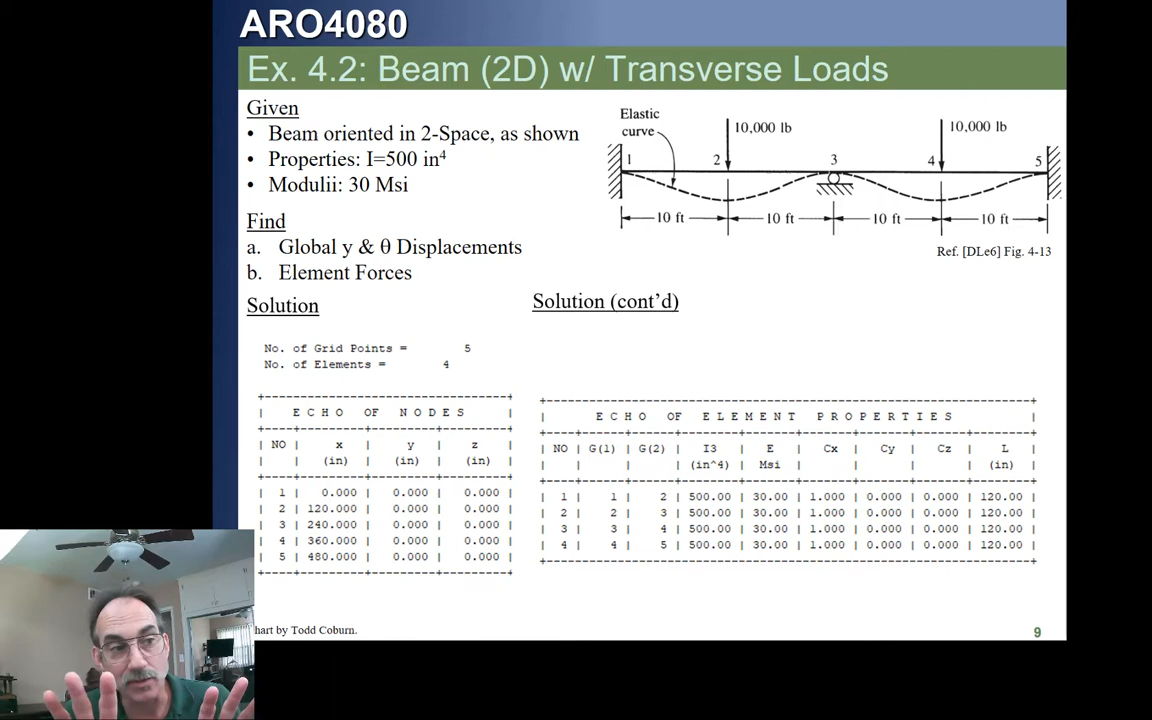 ARO4080
Ex. 4.2: Beam (2D) w/ Transverse Loads
Given
• Beam oriented in 2-Space, as shown
• Properties: I=500 in⁴
• Modulii: 30 Msi
Find
a. Global y & θ Displacements
b. Element Forces
Elastic
curve
10,000 lb
10,000 lb
1 2 3 4 5
10 ft 10 ft 10 ft 10 ft
Ref. [DLe6] Fig. 4-13
Solution
No. of Grid Points = 5
No. of Elements = 4
E C H O O F N O D E S
NO | x | y | z
| (in) | (in) | (in)
1 | 0.000 | 0.000 | 0.000
2 | 120.000 | 0.000 | 0.000
3 | 240.000 | 0.000 | 0.000
4 | 360.000 | 0.000 | 0.000
5 | 480.000 | 0.000 | 0.000
Solution (cont’d)
E C H O O F E L E M E N T P R O P E R T I E S
NO | G(1) | G(2) | I3 | E | Cx | Cy | Cz | L
| | | (in^4) | Msi | | | | (in)
1 | 1 | 2 | 500.00 | 30.00 | 1.000 | 0.000 | 0.000 | 120.00
2 | 2 | 3 | 500.00 | 30.00 | 1.000 | 0.000 | 0.000 | 120.00
3 | 3 | 4 | 500.00 | 30.00 | 1.000 | 0.000 | 0.000 | 120.00
4 | 4 | 5 | 500.00 | 30.00 | 1.000 | 0.000 | 0.000 | 120.00
hart by Todd Coburn.
9